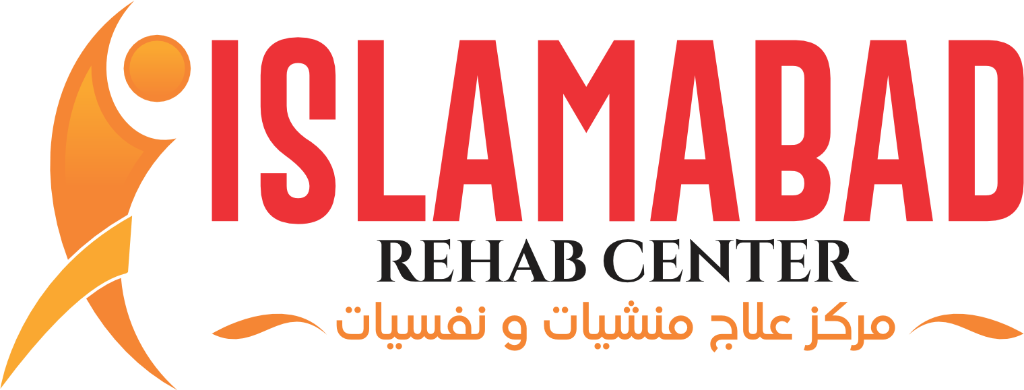 ISLAMABAD
REHAB CENTER
مرکز علاج منشیات و نفسیات